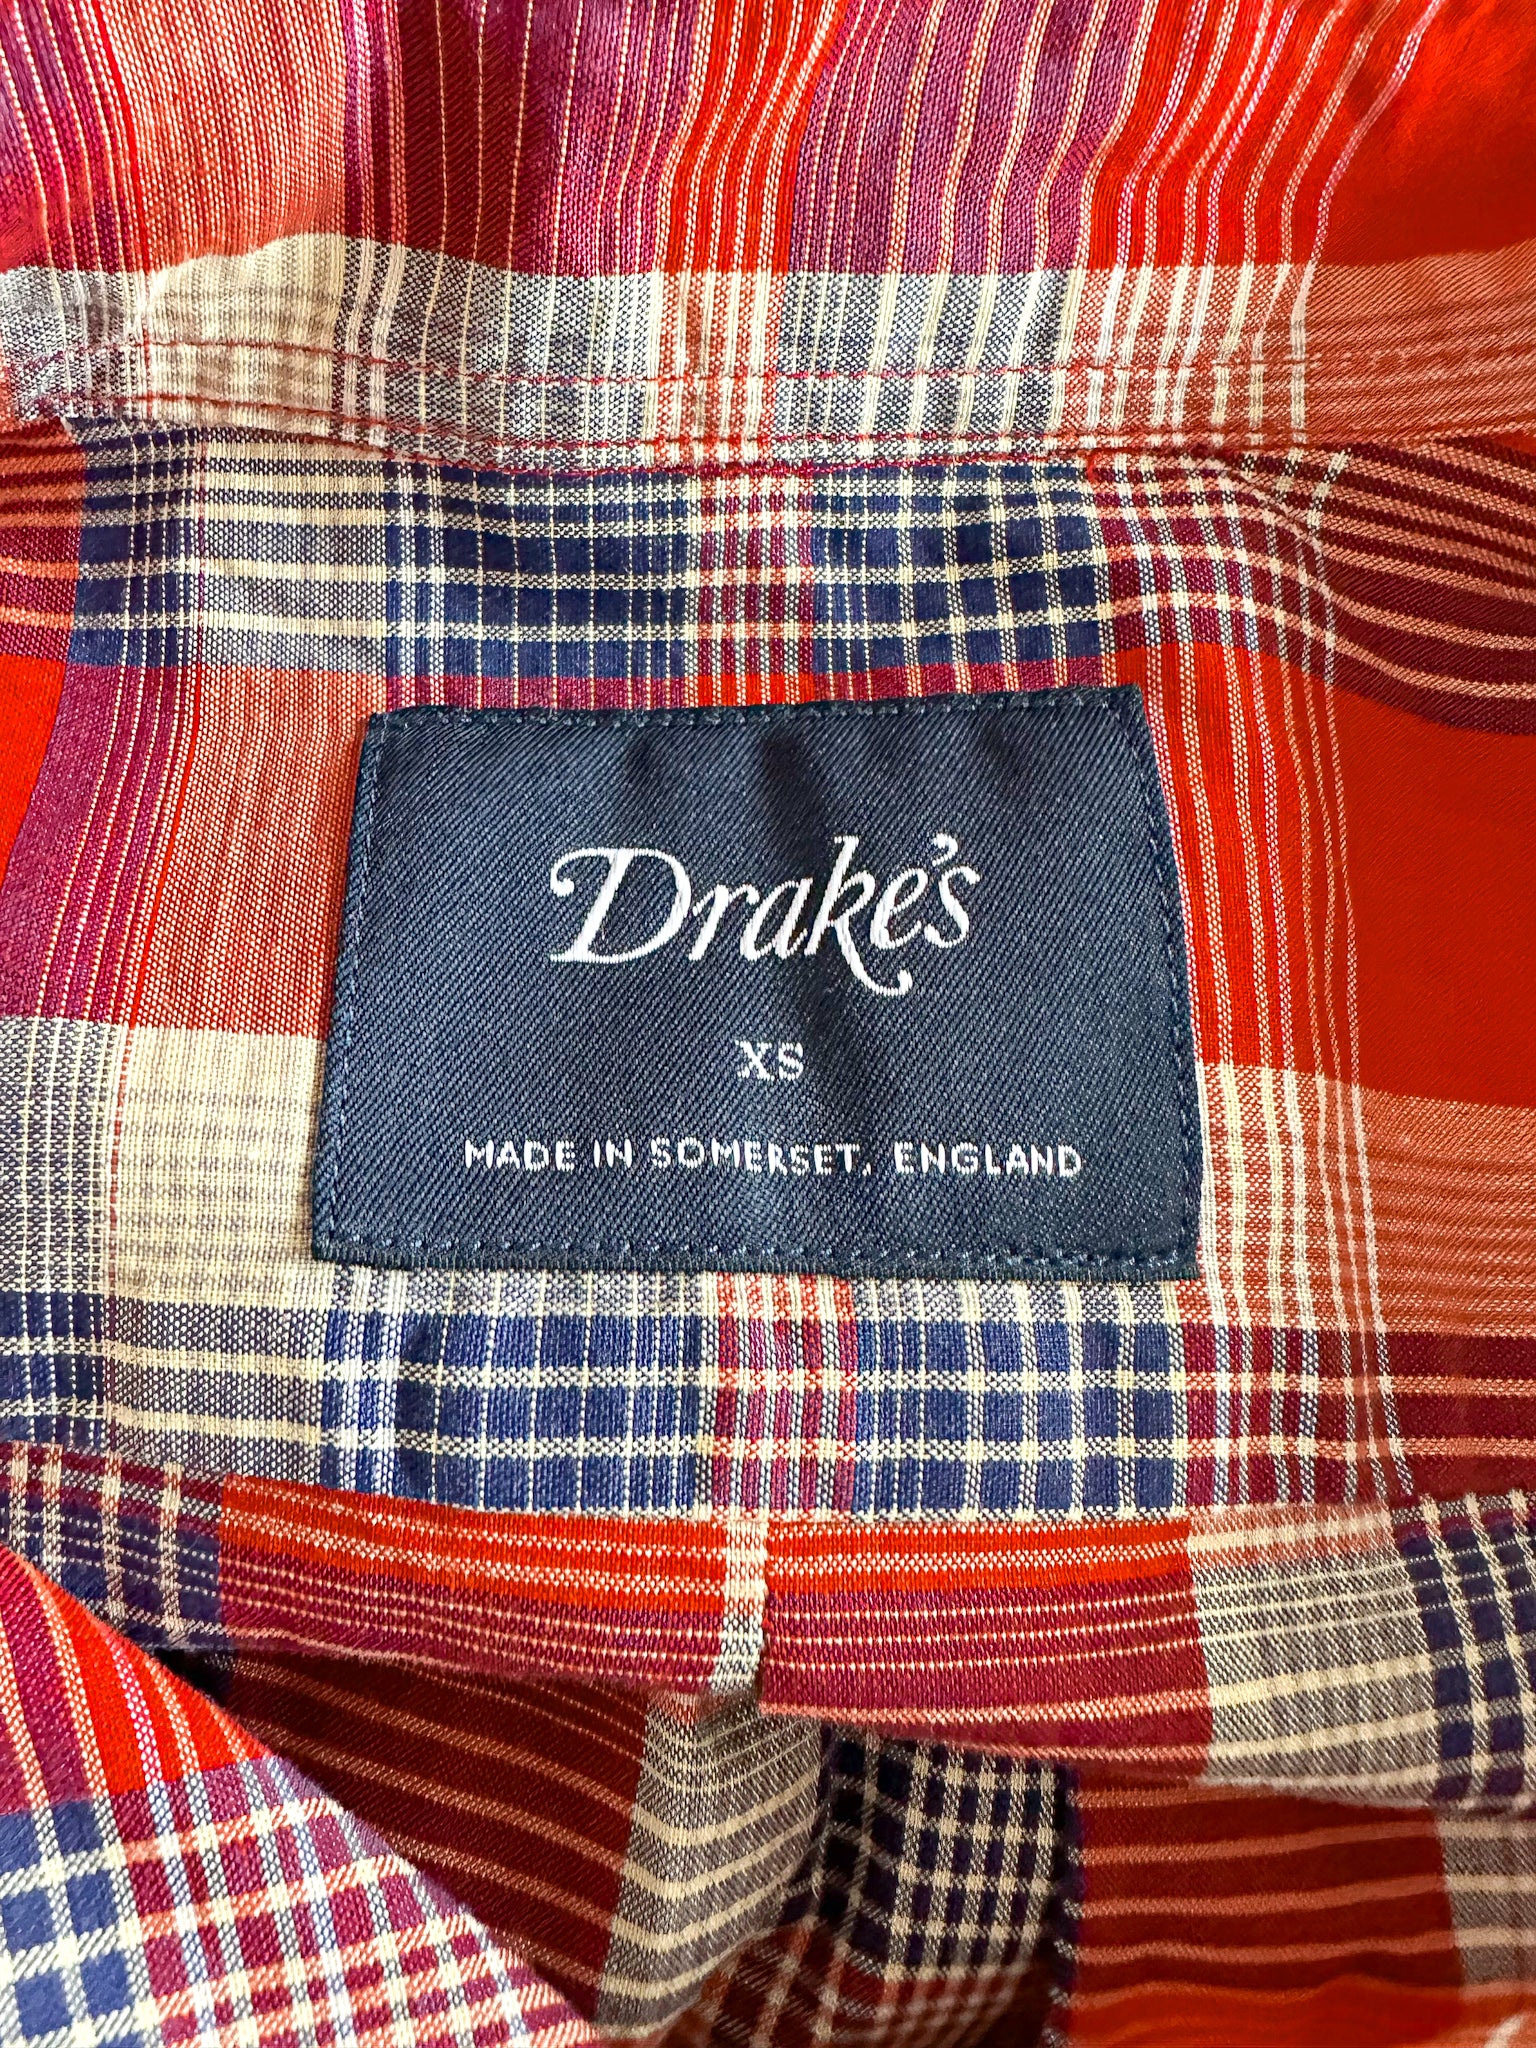 Drake's
XS
MADE IN SOMERSET, ENGLAND